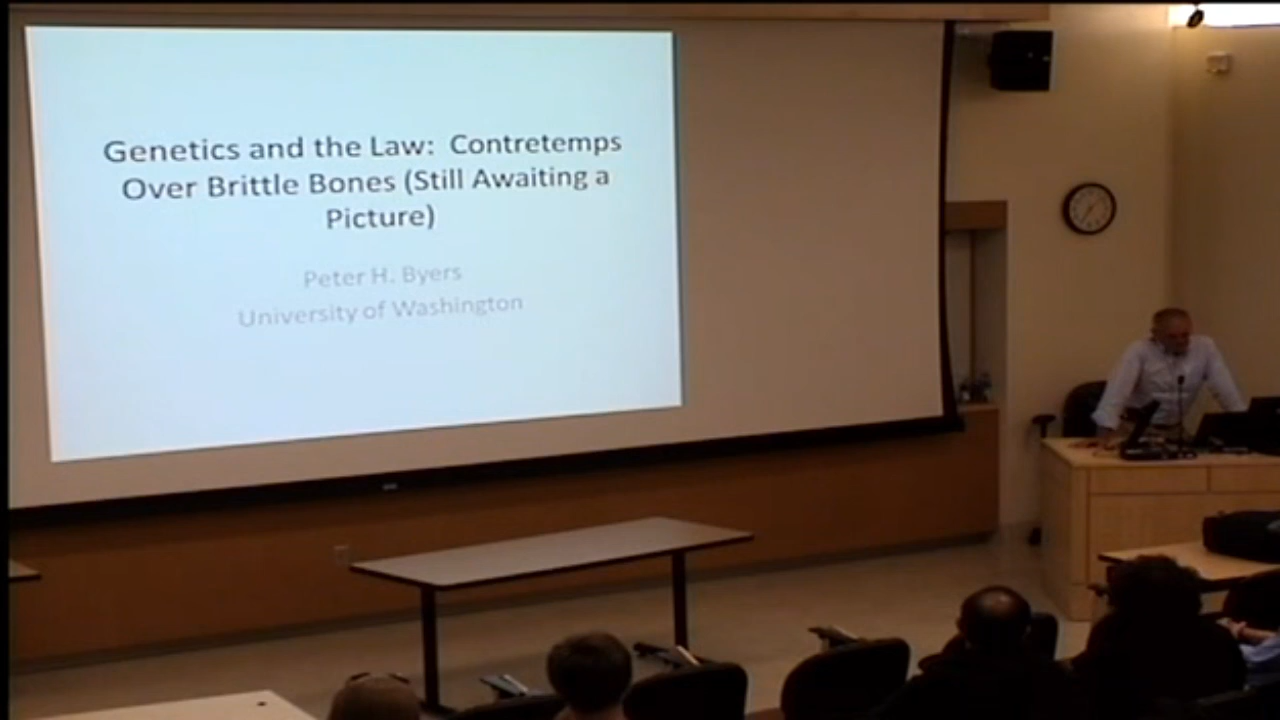 Genetics and the Law: Contretemps
Over Brittle Bones (Still Awaiting a
Picture)
Peter H. Byers
University of Washington